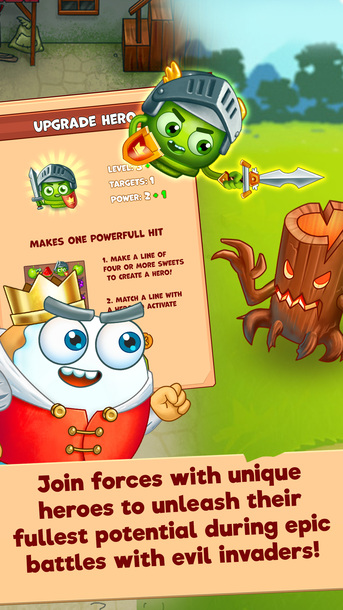 UPGRADE HERO
LEVEL:
TARGETS: 1
POWER: 2 + 1
MAKES ONE POWERFULL HIT
1. MAKE A LINE OF
FOUR OR MORE SWEETS
TO CREATE A HERO!
2. MATCH A LINE WITH
A ACTIVATE
Join forces with unique
heroes to unleash their
fullest potential during epic
battles with evil invaders!